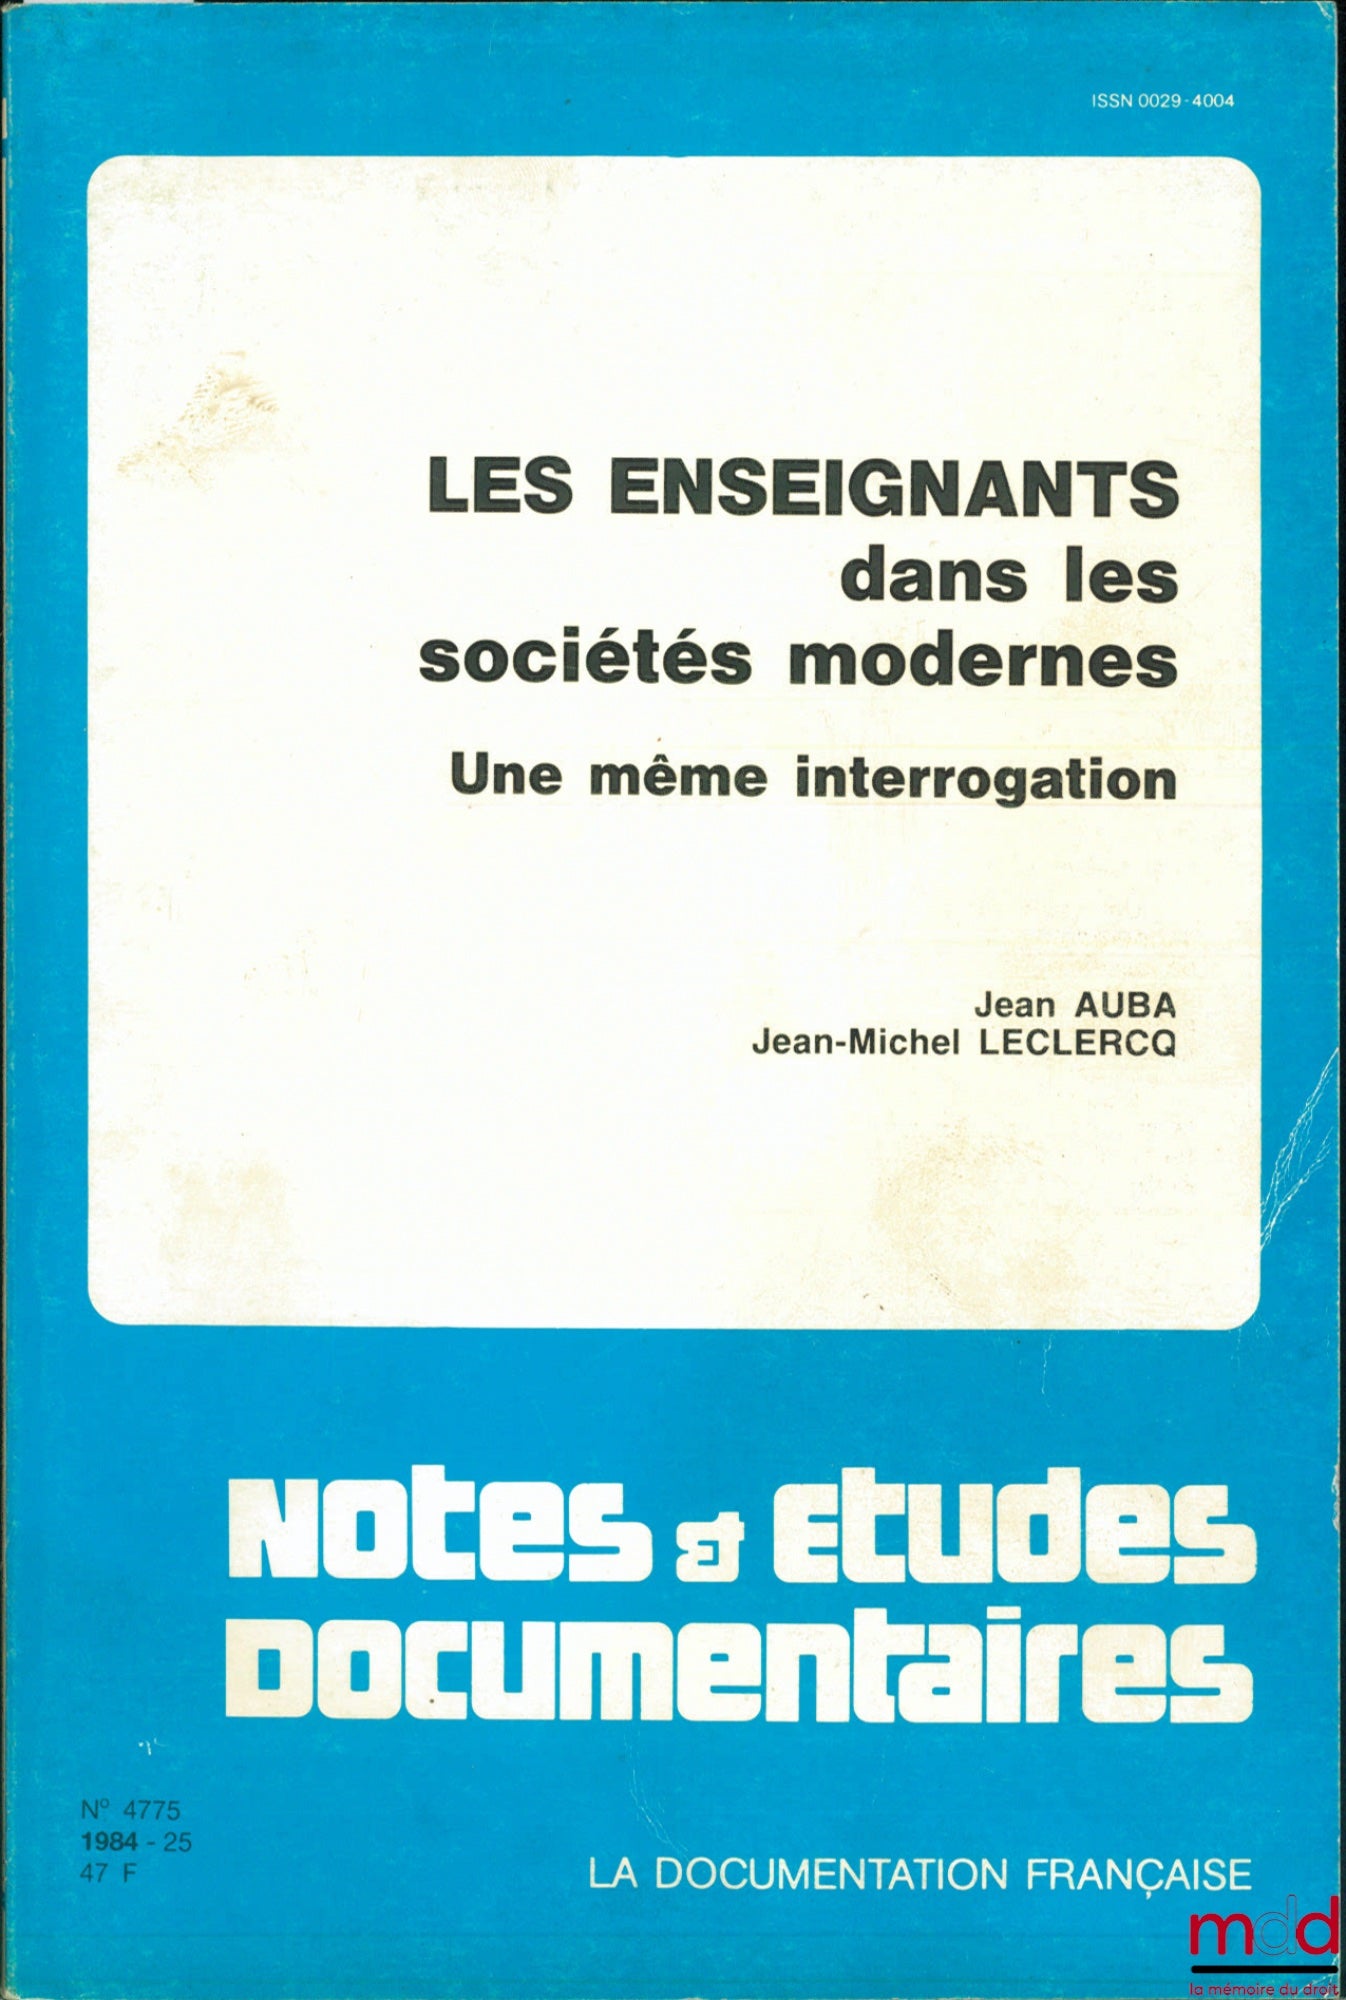 ISSN 0029-4004
LES ENSEIGNANTS
dans les
sociétés modernes
Une même interrogation
Jean AUBA
Jean-Michel LECLERCQ
Notes & Etudes
Documentaires
N° 4775
1984 - 25
47 F
LA DOCUMENTATION FRANÇAISE
mdd
la mémoire du droit